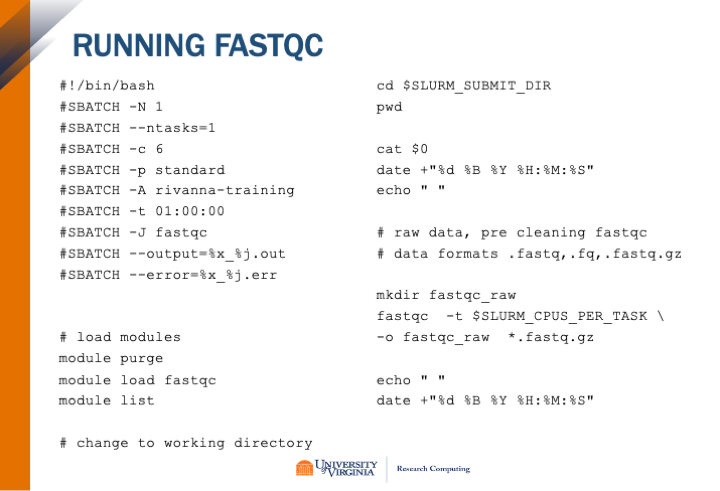 RUNNING FASTQC
#!/bin/bash
#SBATCH -N 1
#SBATCH --ntasks=1
#SBATCH -c 6
#SBATCH -p standard
#SBATCH -A rivanna-training
#SBATCH -t 01:00:00
#SBATCH -J fastqc
#SBATCH --output=%x_%j.out
#SBATCH --error=%x_%j.err
# load modules
module purge
module load fastqc
module list
# change to working directory
cd $SLURM_SUBMIT_DIR
pwd
cat $0
date +"%d %B %Y %H:%M:%S"
echo " "
# raw data, pre cleaning fastqc
# data formats .fastq,.fq,.fastq.gz
mkdir fastqc_raw
fastqc  -t $SLURM_CPUS_PER_TASK \
-o fastqc_raw  *.fastq.gz
echo " "
date +"%d %B %Y %H:%M:%S"
UNIVERSITY
of VIRGINIA
Research Computing